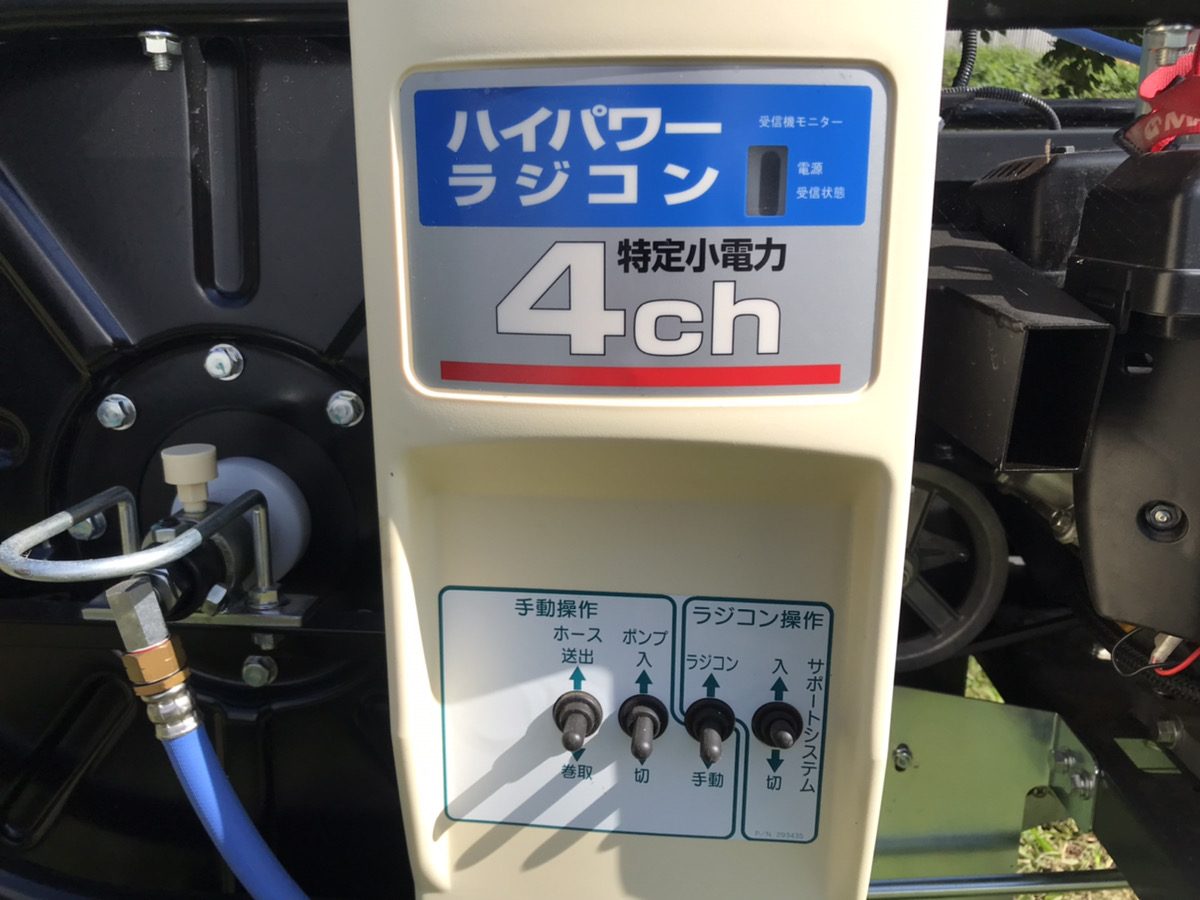 ハイパワー
ラジコン
受信機モニター
電源
受信状態
特定小電力
4ch
手動操作
ホース
送出
巻取
ポンプ
入
切
ラジコン操作
ラジコン
手動
入
切
サポートシステム
P/N 293435